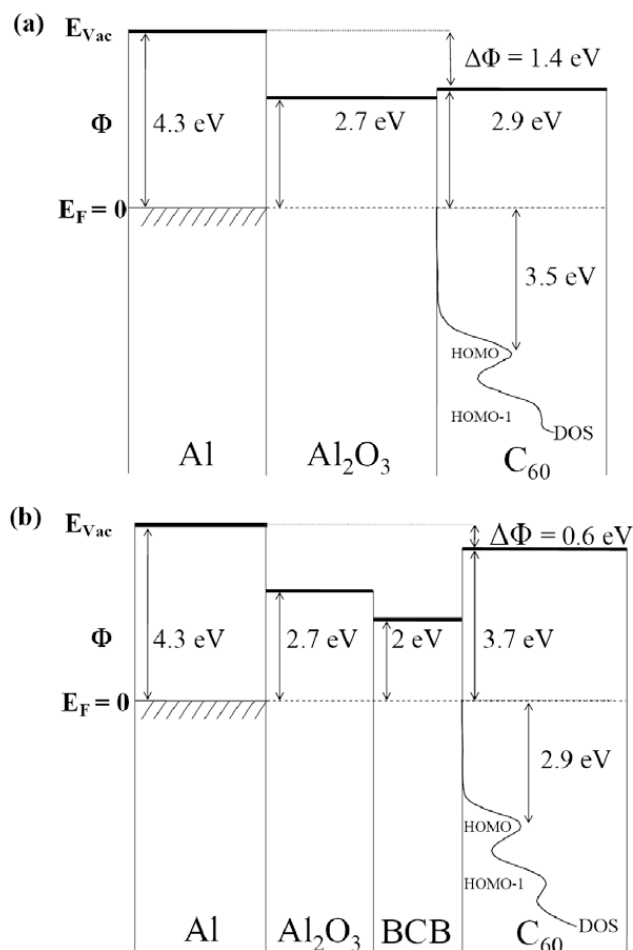 (a)
E_Vac
ΔΦ = 1.4 eV
Φ
4.3 eV
2.7 eV
2.9 eV
E_F = 0
3.5 eV
HOMO
HOMO-1
DOS
Al
Al₂O₃
C₆₀
(b)
E_Vac
ΔΦ = 0.6 eV
Φ
4.3 eV
2.7 eV
2 eV
3.7 eV
E_F = 0
2.9 eV
HOMO
HOMO-1
DOS
Al
Al₂O₃
BCB
C₆₀